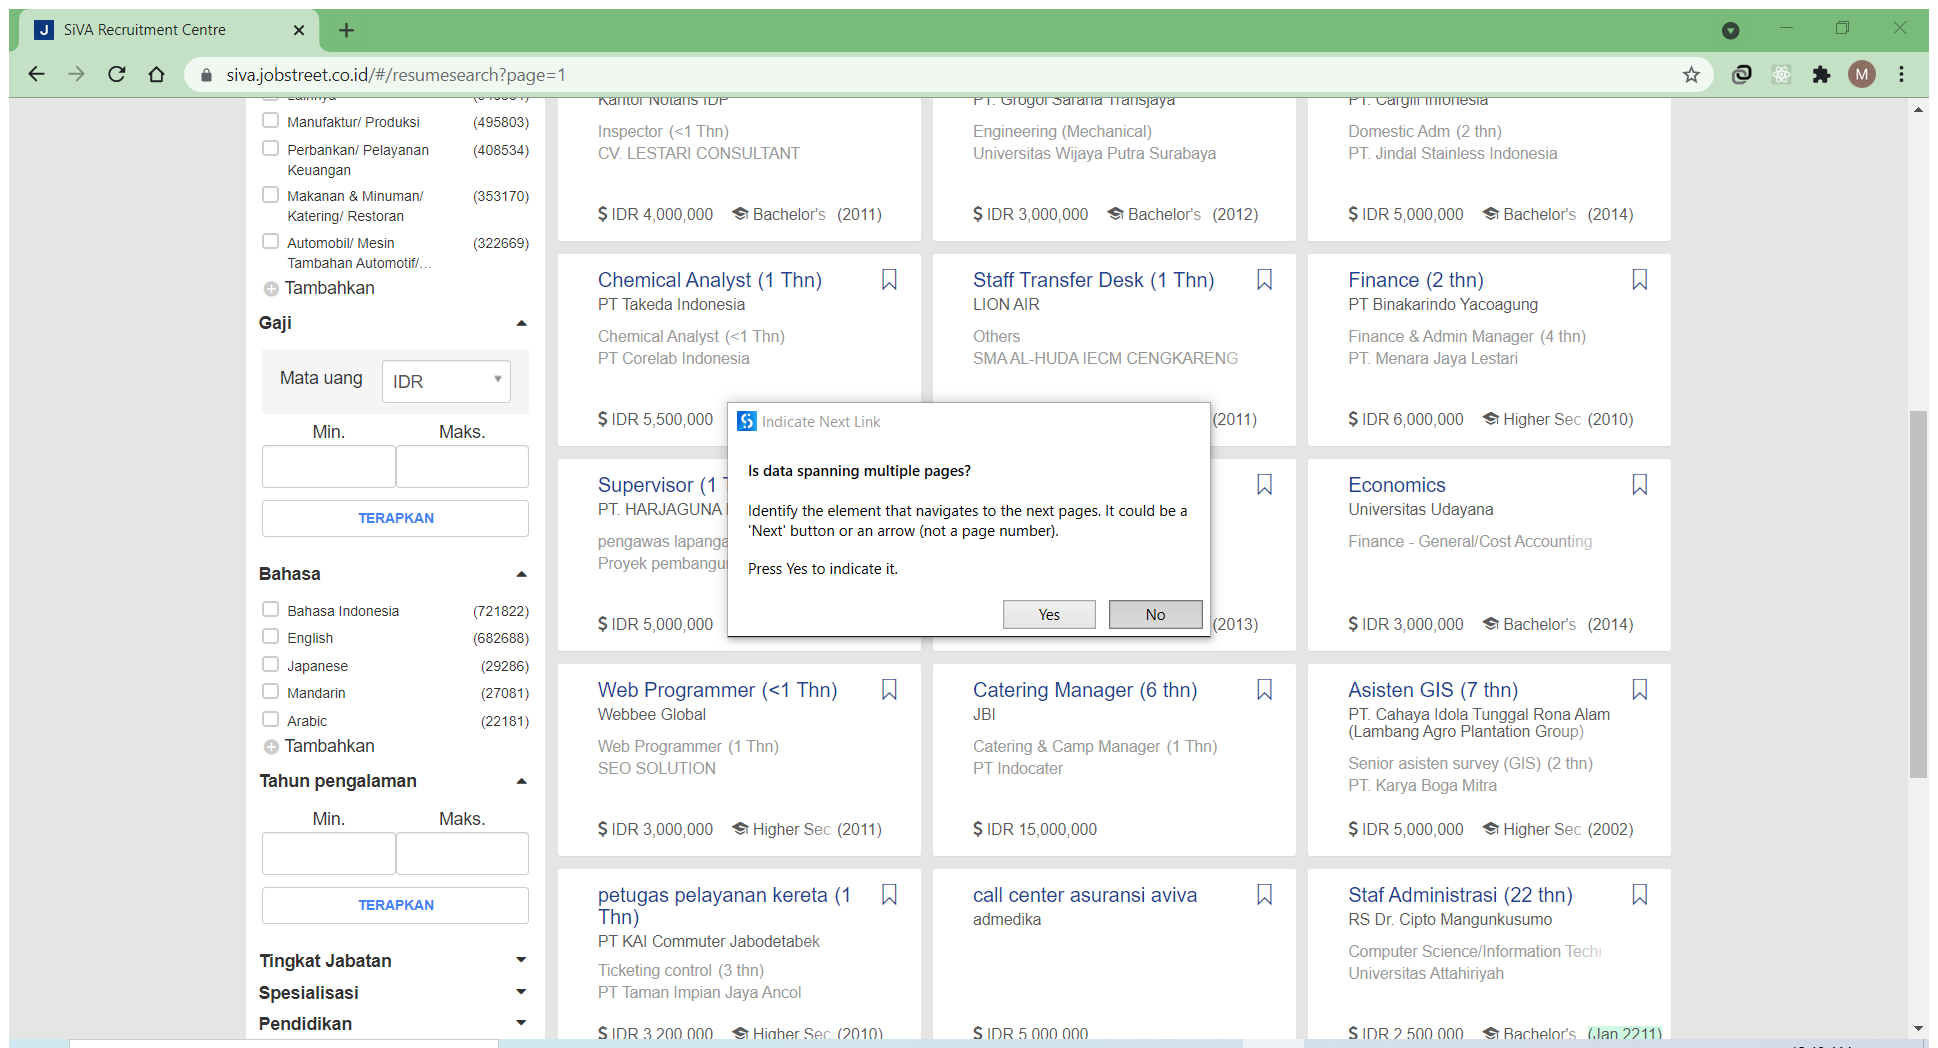 SiVA Recruitment Centre
siva.jobstreet.co.id/#/resumesearch?page=1
M
Manufaktur/ Produksi (495803)
Perbankan/ Pelayanan (408534)
Keuangan
Makanan & Minuman/ (353170)
Katering/ Restoran
Automobil/ Mesin (322669)
Tambahan Automotif/...
Tambahkan
Gaji
Mata uang IDR
Min. Maks.
TERAPKAN
Bahasa
Bahasa Indonesia (721822)
English (682688)
Japanese (29286)
Mandarin (27081)
Arabic (22181)
Tambahkan
Tahun pengalaman
Min. Maks.
TERAPKAN
Tingkat Jabatan
Spesialisasi
Pendidikan
Kantor Notaris IDP
Inspector (<1 Thn)
CV. LESTARI CONSULTANT
$ IDR 4,000,000 Bachelor's (2011)
PT. Grogol Sarana Transjaya
Engineering (Mechanical)
Universitas Wijaya Putra Surabaya
$ IDR 3,000,000 Bachelor's (2012)
PT. Cargill Infonesia
Domestic Adm (2 thn)
PT. Jindal Stainless Indonesia
$ IDR 5,000,000 Bachelor's (2014)
Chemical Analyst (1 Thn)
PT Takeda Indonesia
Chemical Analyst (<1 Thn)
PT Corelab Indonesia
$ IDR 5,500,000
Staff Transfer Desk (1 Thn)
LION AIR
Others
SMA AL-HUDA IECM CENGKARENG
(2011)
Finance (2 thn)
PT Binakarindo Yacoagung
Finance & Admin Manager (4 thn)
PT. Menara Jaya Lestari
$ IDR 6,000,000 Higher Sec (2010)
Supervisor (1
PT. HARJAGUNA
pengawas lapanga
Proyek pembangu
$ IDR 5,000,000
(2013)
Economics
Universitas Udayana
Finance - General/Cost Accounting
$ IDR 3,000,000 Bachelor's (2014)
Indicate Next Link
Is data spanning multiple pages?
Identify the element that navigates to the next pages. It could be a
'Next' button or an arrow (not a page number).
Press Yes to indicate it.
Yes No
Web Programmer (<1 Thn)
Webbee Global
Web Programmer (1 Thn)
SEO SOLUTION
$ IDR 3,000,000 Higher Sec (2011)
Catering Manager (6 thn)
JBI
Catering & Camp Manager (1 Thn)
PT Indocater
$ IDR 15,000,000
Asisten GIS (7 thn)
PT. Cahaya Idola Tunggal Rona Alam
(Lambang Agro Plantation Group)
Senior asisten survey (GIS) (2 thn)
PT. Karya Boga Mitra
$ IDR 5,000,000 Higher Sec (2002)
petugas pelayanan kereta (1
Thn)
PT KAI Commuter Jabodetabek
Ticketing control (3 thn)
PT Taman Impian Jaya Ancol
$ IDR 3,200,000 Higher Sec (2010)
call center asuransi aviva
admedika
$ IDR 5,000,000
Staf Administrasi (22 thn)
RS Dr. Cipto Mangunkusumo
Computer Science/Information Techn
Universitas Attahiriyah
$ IDR 2,500,000 Bachelor's (Jan 2211)